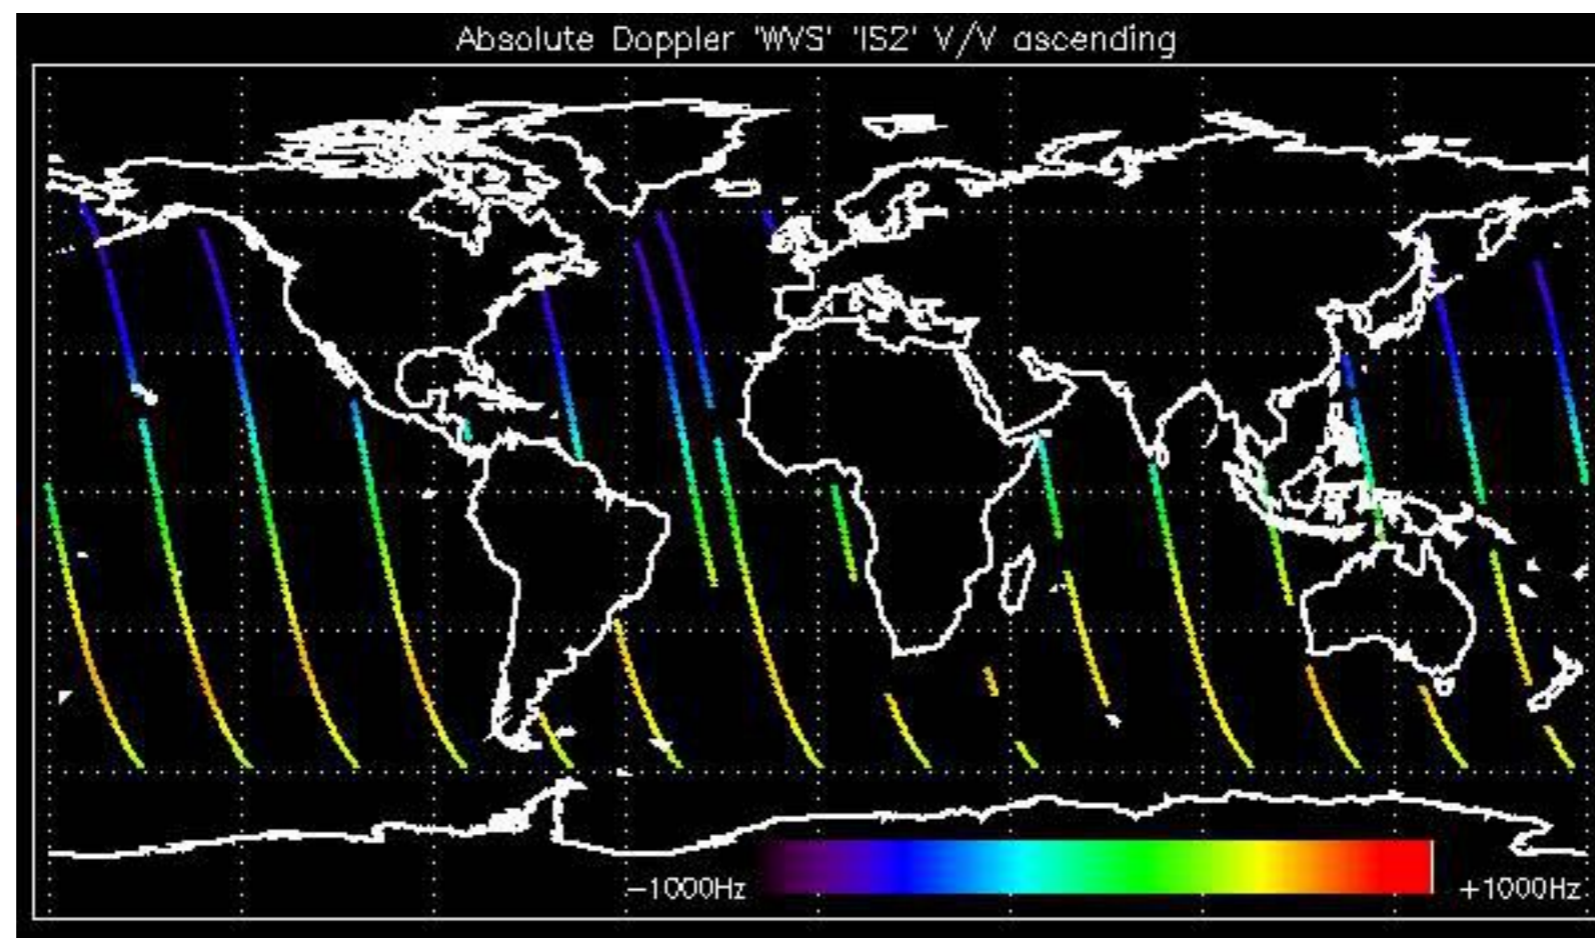 Absolute Doppler 'WVS' 'IS2' V/V ascending
−1000Hz
+1000Hz